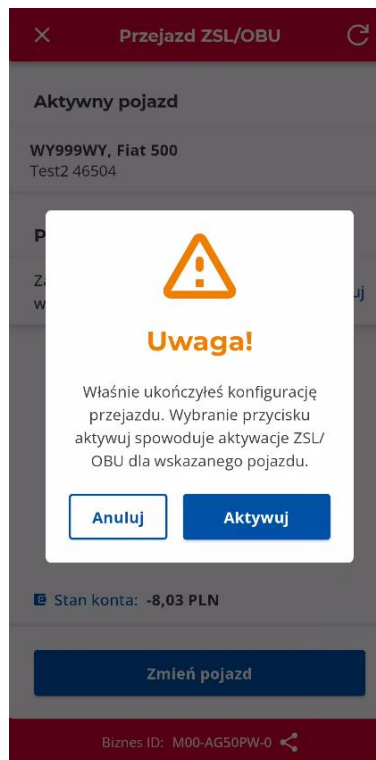 Przejazd ZSL/OBU
Aktywny pojazd
WY999WY, Fiat 500
Test2 46504
Uwaga!
Właśnie ukończyłeś konfigurację
przejazdu. Wybranie przycisku
aktywuj spowoduje aktywacje ZSL/
OBU dla wskazanego pojazdu.
Anuluj Aktywuj
Stan konta: -8,03 PLN
Zmień pojazd
Biznes ID: M00-AG50PW-0